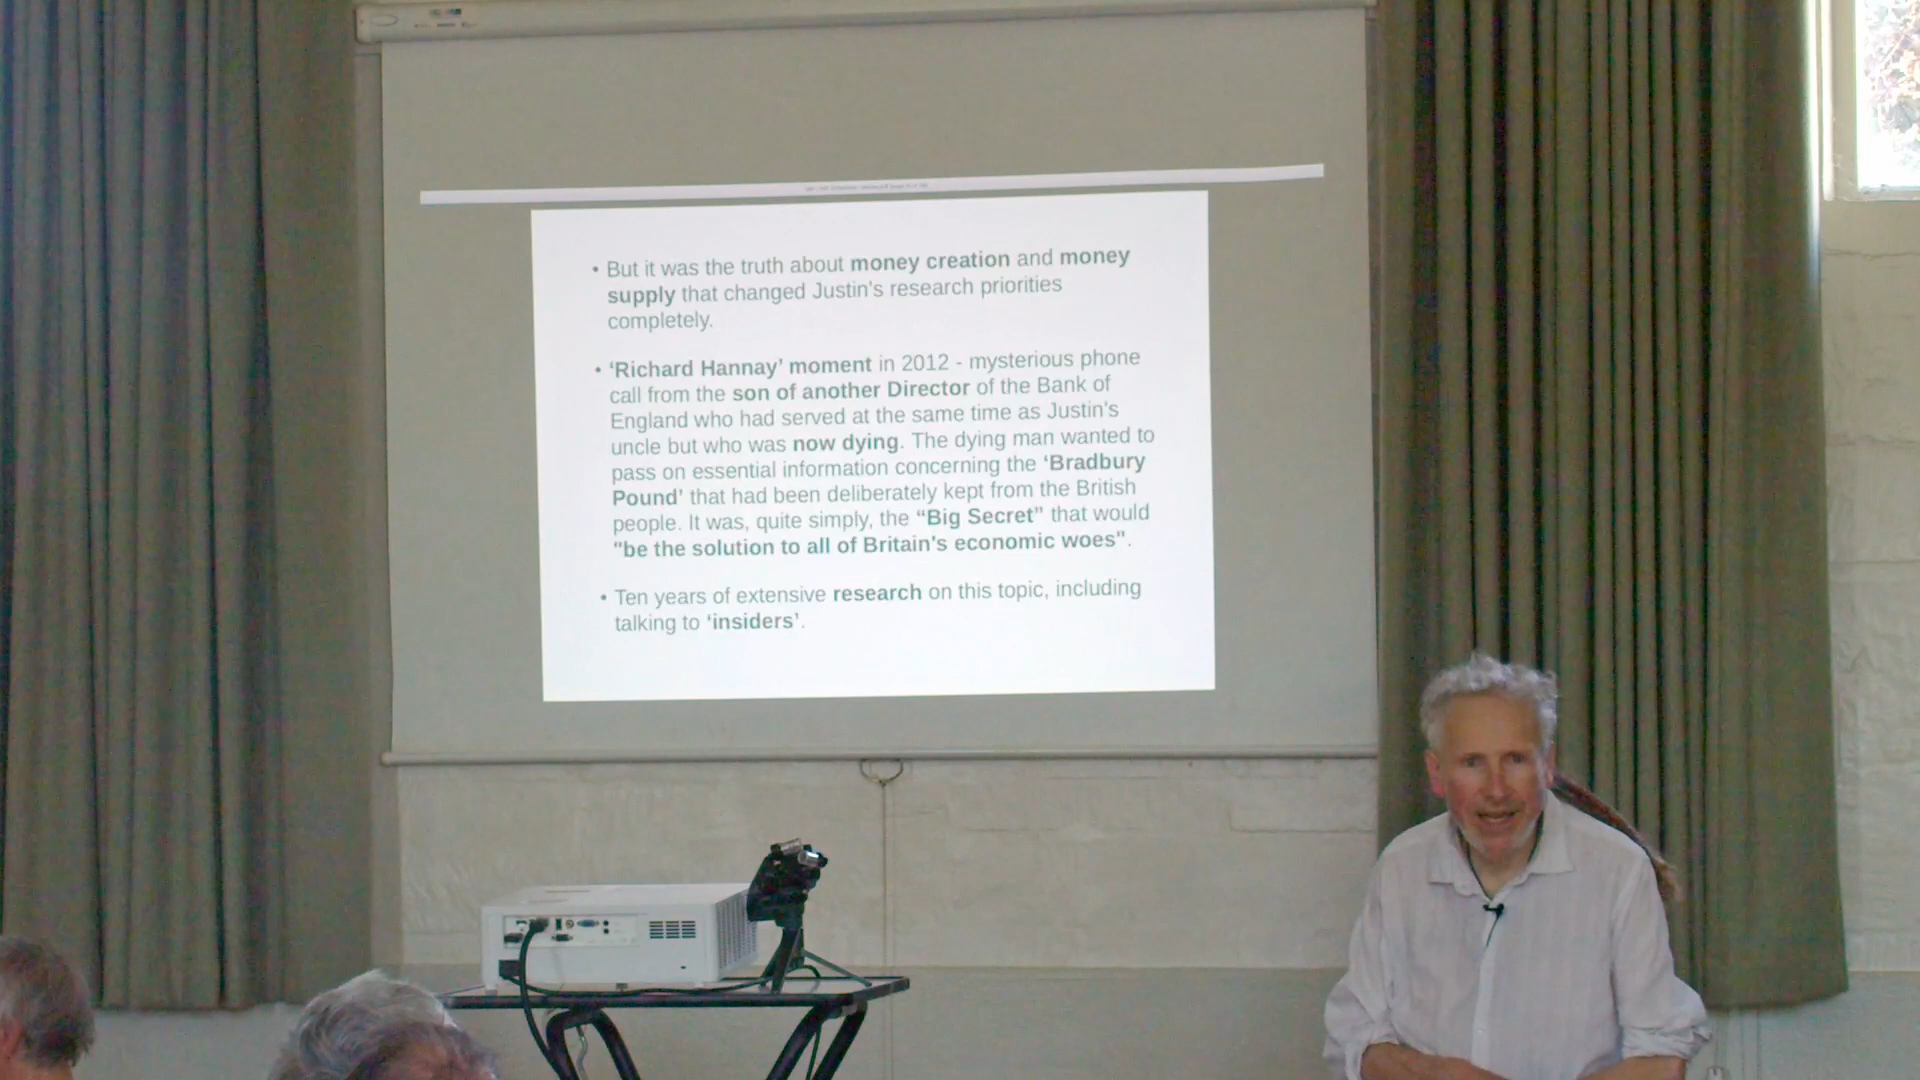 • But it was the truth about money creation and money
supply that changed Justin's research priorities
completely.
• ‘Richard Hannay’ moment in 2012 - mysterious phone
call from the son of another Director of the Bank of
England who had served at the same time as Justin's
uncle but who was now dying. The dying man wanted to
pass on essential information concerning the ‘Bradbury
Pound’ that had been deliberately kept from the British
people. It was, quite simply, the “Big Secret” that would
"be the solution to all of Britain's economic woes".
• Ten years of extensive research on this topic, including
talking to ‘insiders’.